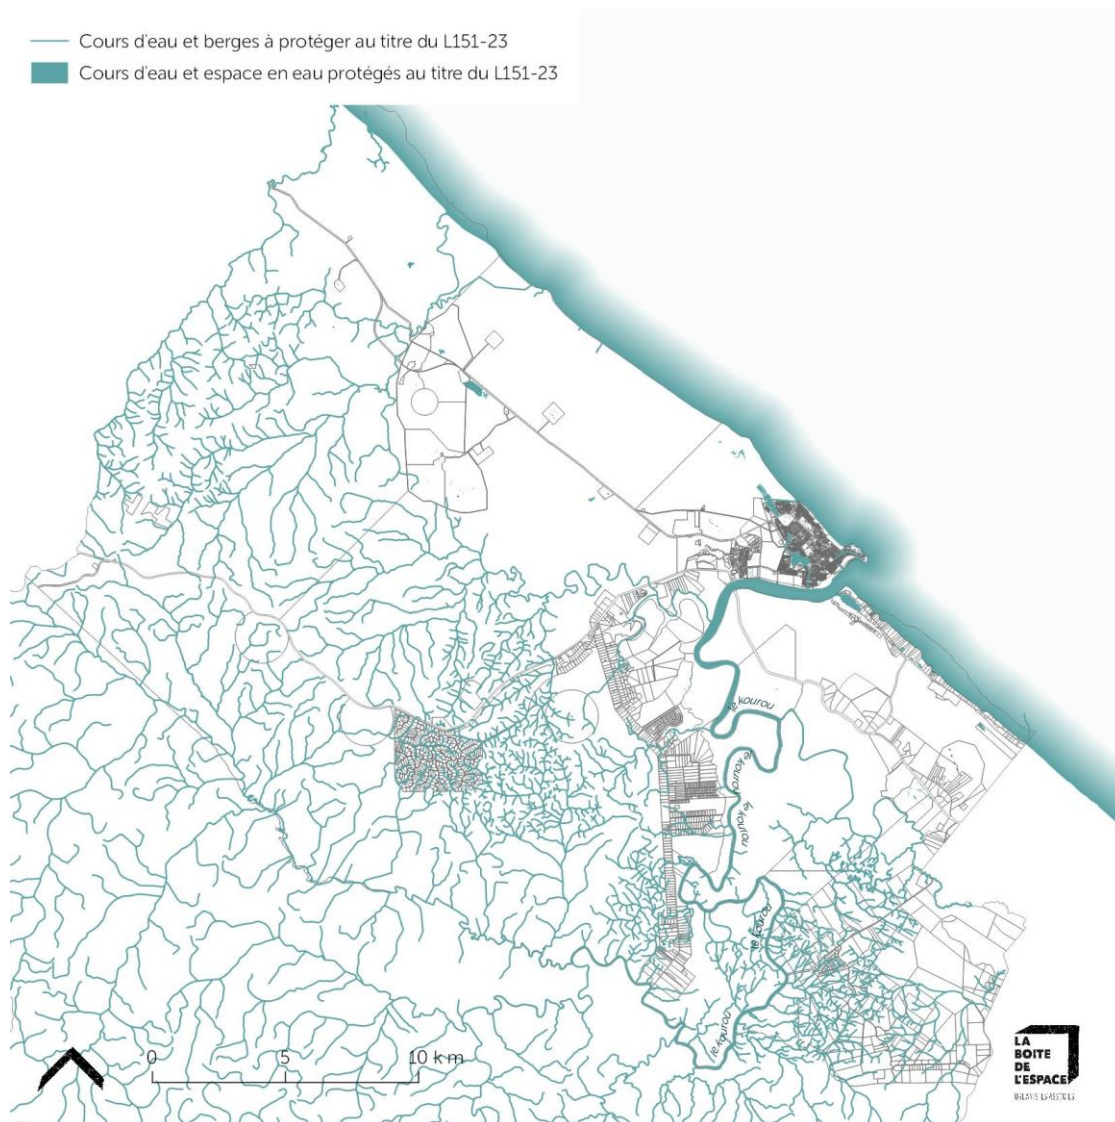 Cours d'eau et berges à protéger au titre du L151-23
Cours d'eau et espace en eau protégés au titre du L151-23
le kourou
le kourou
le kourou
le kourou
le kourou
0 5 10 km
LA
BOITE
DE
L'ESPACE